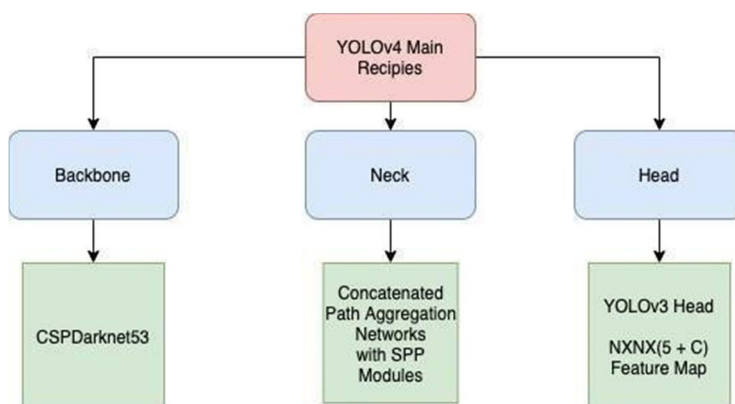 YOLOv4 Main
Recipies
Backbone
Neck
Head
CSPDarknet53
Concatenated
Path Aggregation
Networks
with SPP
Modules
YOLOv3 Head
NXNX(5 + C)
Feature Map